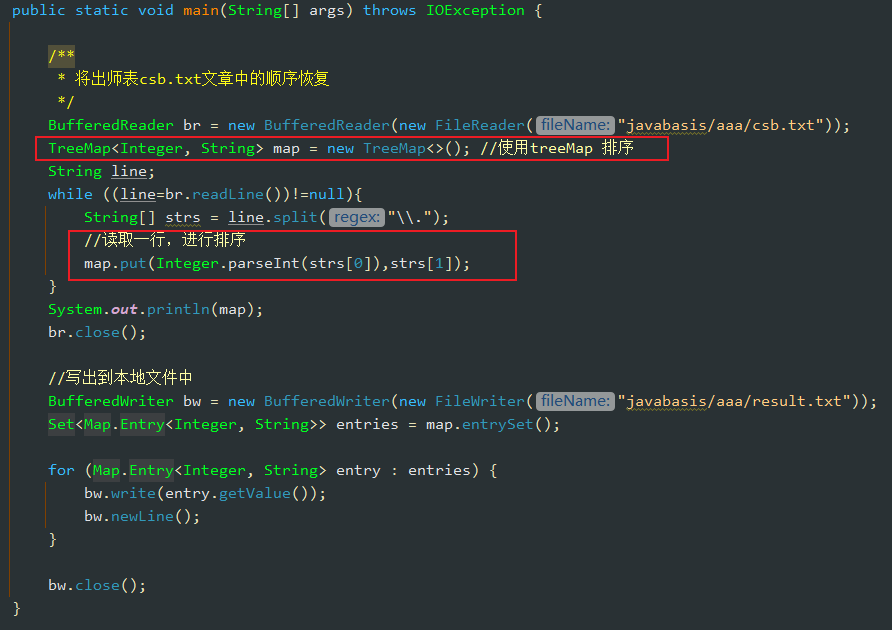 public static void main(String[] args) throws IOException {
/**
* 将出师表csb.txt文章中的顺序恢复
*/
BufferedReader br = new BufferedReader(new FileReader( fileName: "javabasis/aaa/csb.txt"));
TreeMap<Integer, String> map = new TreeMap<>(); //使用treeMap 排序
String line;
while ((line=br.readLine())!=null){
String[] strs = line.split( regex: "\\.");
//读取一行，进行排序
map.put(Integer.parseInt(strs[0]),strs[1]);
}
System.out.println(map);
br.close();
//写出到本地文件中
BufferedWriter bw = new BufferedWriter(new FileWriter( fileName: "javabasis/aaa/result.txt"));
Set<Map.Entry<Integer, String>> entries = map.entrySet();
for (Map.Entry<Integer, String> entry : entries) {
bw.write(entry.getValue());
bw.newLine();
}
bw.close();
}